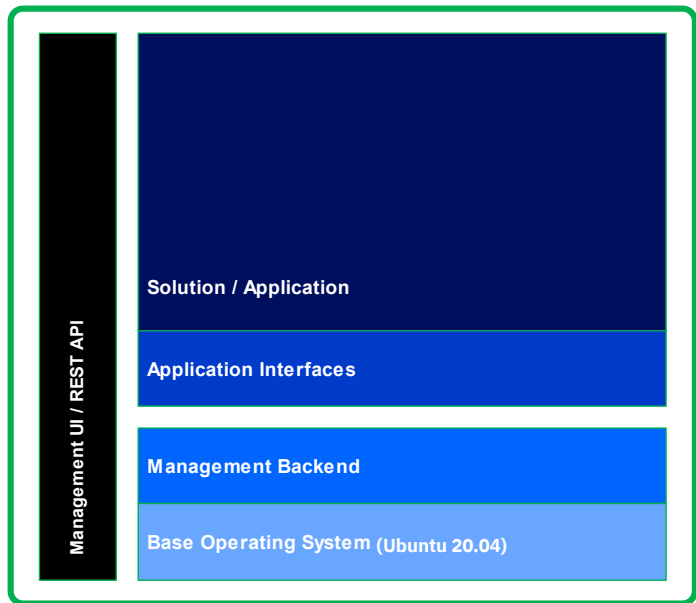 Management UI / REST API
Solution / Application
Application Interfaces
Management Backend
Base Operating System (Ubuntu 20.04)